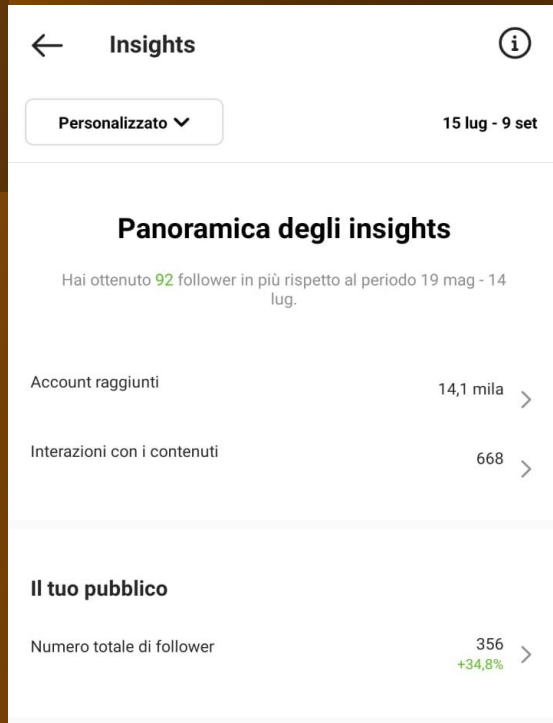 Insights
Personalizzato
15 lug - 9 set
Panoramica degli insights
Hai ottenuto 92 follower in più rispetto al periodo 19 mag - 14
lug.
Account raggiunti
14,1 mila
Interazioni con i contenuti
668
Il tuo pubblico
Numero totale di follower
356
+34,8%